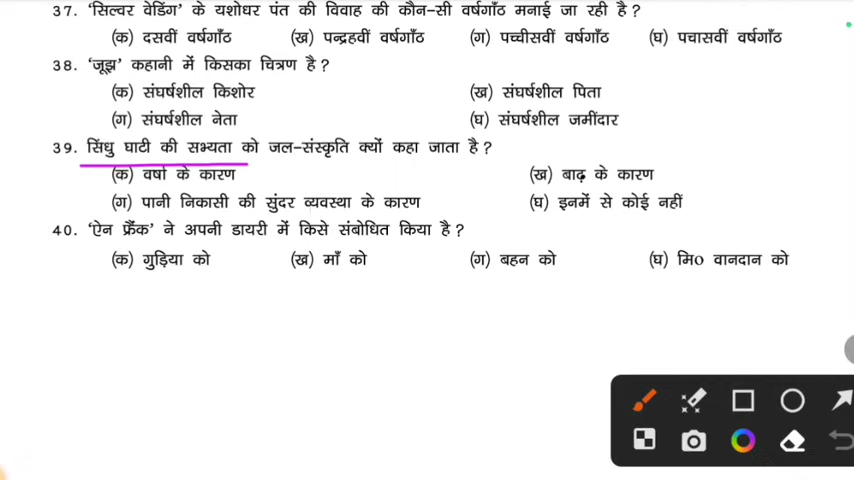 37. ‘सिल्वर वेडिंग’ के यशोधर पंत की विवाह की कौन-सी वर्षगाँठ मनाई जा रही है ?
(क) दसवीं वर्षगाँठ (ख) पन्द्रहवीं वर्षगाँठ (ग) पच्चीसवीं वर्षगाँठ (घ) पचासवीं वर्षगाँठ
38. ‘जूझ’ कहानी में किसका चित्रण है ?
(क) संघर्षशील किशोर (ख) संघर्षशील पिता
(ग) संघर्षशील नेता (घ) संघर्षशील जमींदार
39. सिंधु घाटी की सभ्यता को जल-संस्कृति क्यों कहा जाता है ?
(क) वर्षा के कारण (ख) बाढ़ के कारण
(ग) पानी निकासी की सुंदर व्यवस्था के कारण (घ) इनमें से कोई नहीं
40. ‘ऐन फ्रैंक’ ने अपनी डायरी में किसे संबोधित किया है ?
(क) गुड़िया को (ख) माँ को (ग) बहन को (घ) मि0 वानदान को